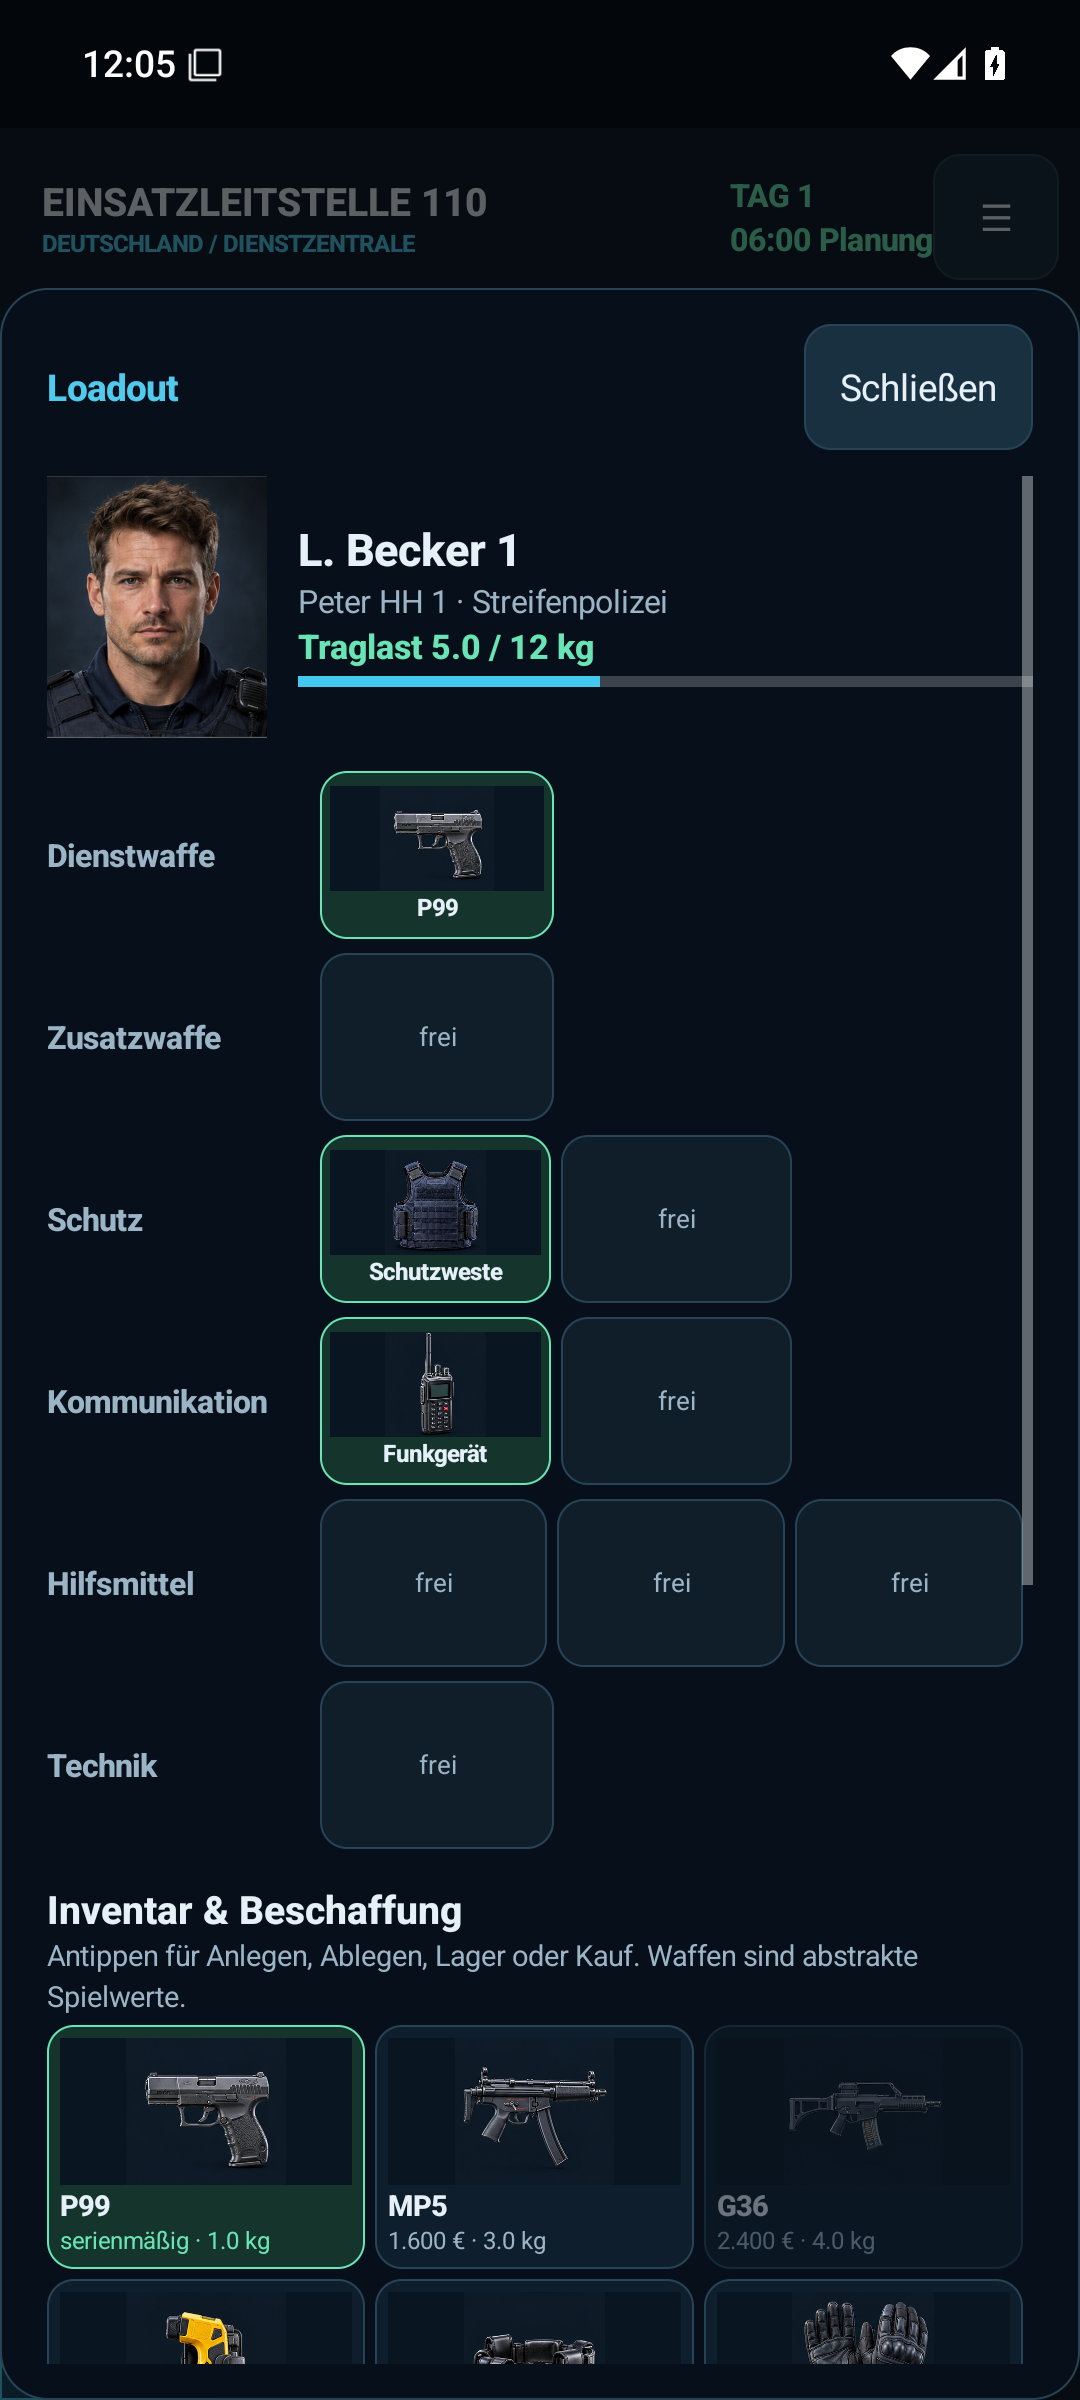 12:05
EINSATZLEITSTELLE 110
DEUTSCHLAND / DIENSTZENTRALE
TAG 1
06:00 Planung
Loadout
Schließen
L. Becker 1
Peter HH 1 · Streifenpolizei
Traglast 5.0 / 12 kg
Dienstwaffe
P99
Zusatzwaffe
frei
Schutz
Schutzweste
frei
Kommunikation
Funkgerät
frei
Hilfsmittel
frei
frei
frei
Technik
frei
Inventar & Beschaffung
Antippen für Anlegen, Ablegen, Lager oder Kauf. Waffen sind abstrakte
Spielwerte.
P99
serienmäßig · 1.0 kg
MP5
1.600 € · 3.0 kg
G36
2.400 € · 4.0 kg